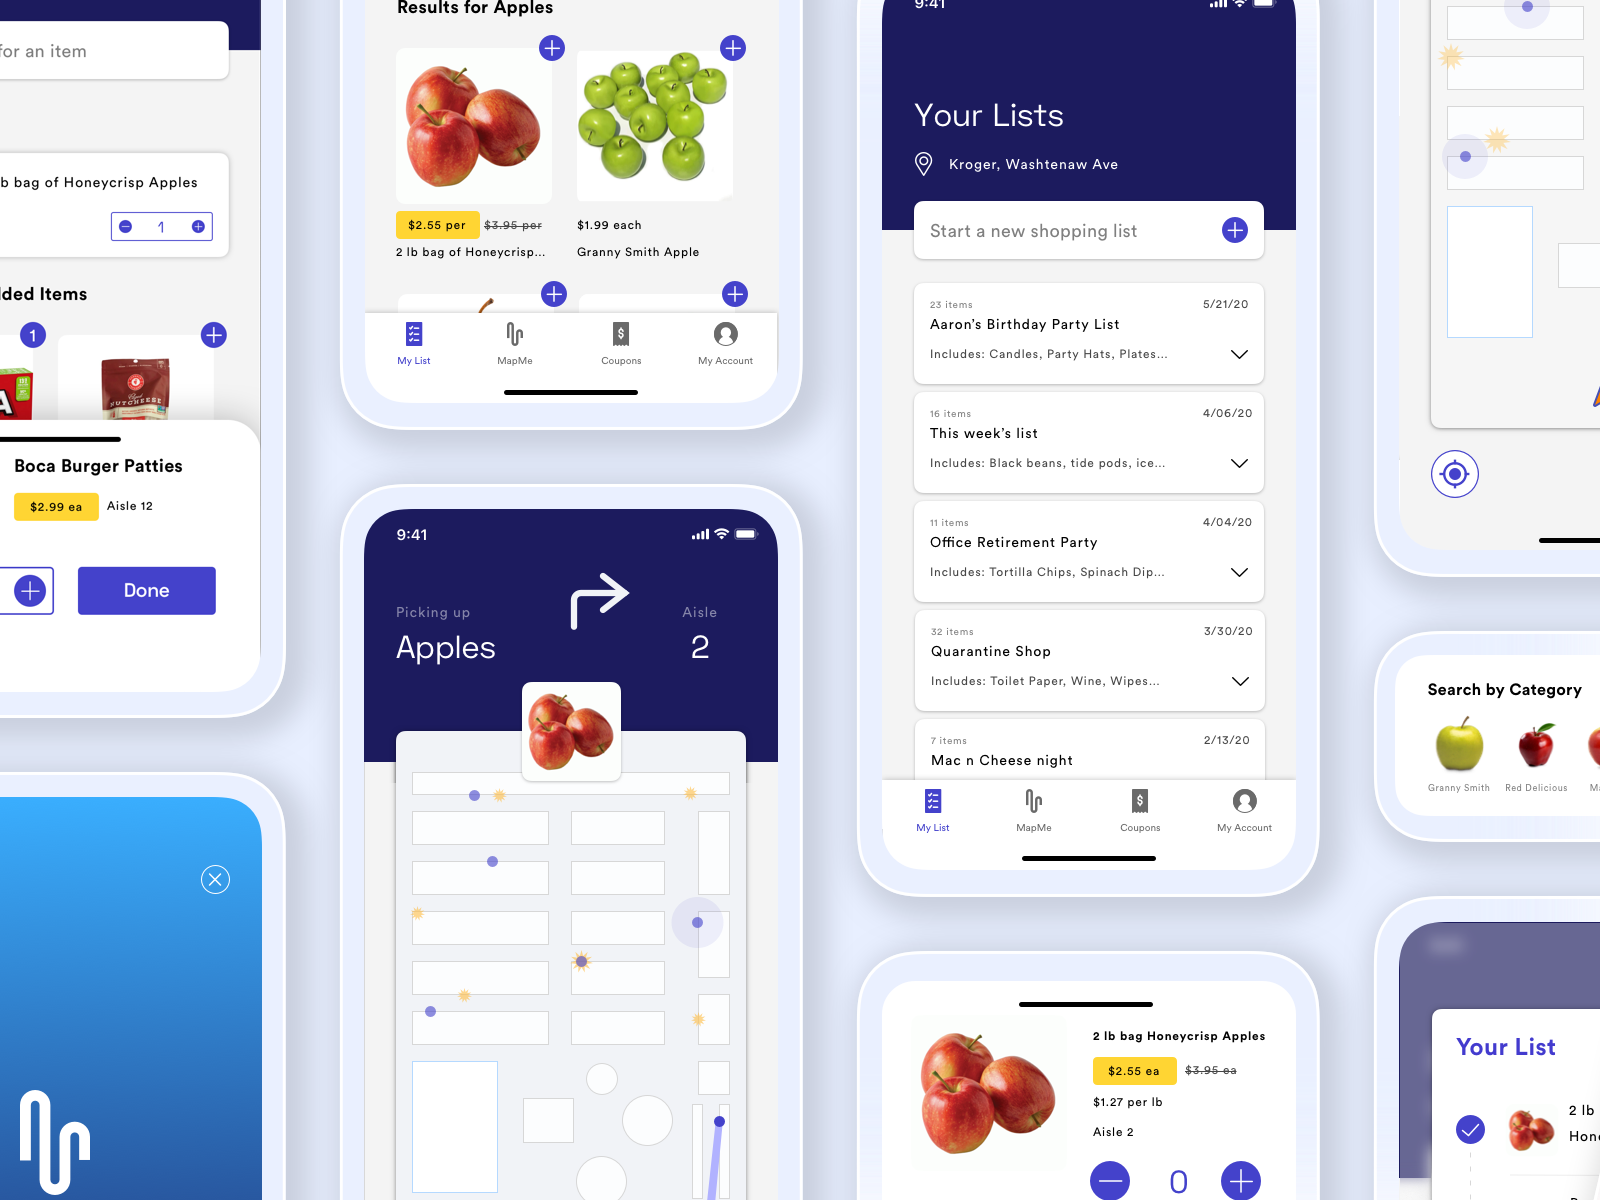 for an item
b bag of Honeycrisp Apples
1
lded Items
1
NUTCHEESE
A
Boca Burger Patties
$2.99 ea
Aisle 12
Done
Results for Apples
$2.55 per
$3.95 per
2 lb bag of Honeycrisp...
$1.99 each
Granny Smith Apple
My List
MapMe
Coupons
My Account
9:41
Picking up
Apples
Aisle
2
9:41
Your Lists
Kroger, Washtenaw Ave
Start a new shopping list
23 items
5/21/20
Aaron’s Birthday Party List
Includes: Candles, Party Hats, Plates...
16 items
4/06/20
This week’s list
Includes: Black beans, tide pods, ice...
11 items
4/04/20
Office Retirement Party
Includes: Tortilla Chips, Spinach Dip...
32 items
3/30/20
Quarantine Shop
Includes: Toilet Paper, Wine, Wipes...
7 items
2/13/20
Mac n Cheese night
My List
MapMe
Coupons
My Account
2 lb bag Honeycrisp Apples
$2.55 ea
$3.95 ea
$1.27 per lb
Aisle 2
0
Search by Category
Granny Smith
Red Delicious
Your List
2 lb
Hon